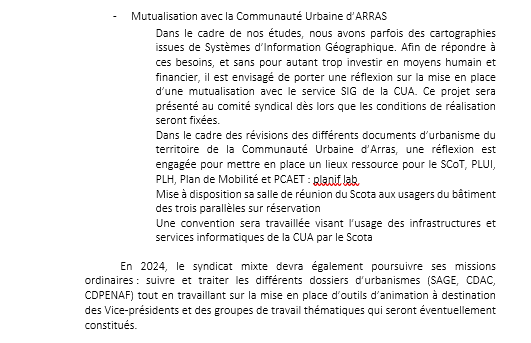 - Mutualisation avec la Communauté Urbaine d’ARRAS
Dans le cadre de nos études, nous avons parfois des cartographies
issues de Systèmes d’Information Géographique. Afin de répondre à
ces besoins, et sans pour autant trop investir en moyens humain et
financier, il est envisagé de porter une réflexion sur la mise en place
d’une mutualisation avec le service SIG de la CUA. Ce projet sera
présenté au comité syndical dès lors que les conditions de réalisation
seront fixées.
Dans le cadre des révisions des différents documents d’urbanisme du
territoire de la Communauté Urbaine d’Arras, une réflexion est
engagée pour mettre en place un lieux ressource pour le SCoT, PLUI,
PLH, Plan de Mobilité et PCAET : planif lab.
Mise à disposition sa salle de réunion du Scota aux usagers du bâtiment
des trois parallèles sur réservation
Une convention sera travaillée visant l’usage des infrastructures et
services informatiques de la CUA par le Scota
En 2024, le syndicat mixte devra également poursuivre ses missions
ordinaires : suivre et traiter les différents dossiers d’urbanismes (SAGE, CDAC,
CDPENAF) tout en travaillant sur la mise en place d’outils d’animation à destination
des Vice-présidents et des groupes de travail thématiques qui seront éventuellement
constitués.